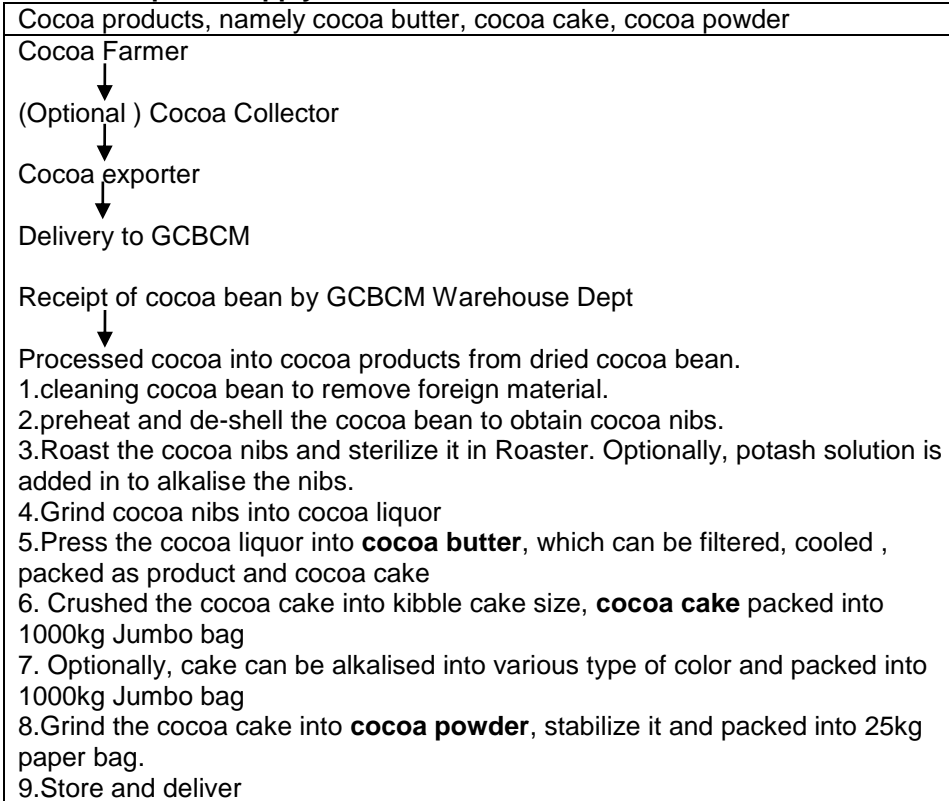 Cocoa products, namely cocoa butter, cocoa cake, cocoa powder
Cocoa Farmer
(Optional ) Cocoa Collector
Cocoa exporter
Delivery to GCBCM
Receipt of cocoa bean by GCBCM Warehouse Dept
Processed cocoa into cocoa products from dried cocoa bean.
1.cleaning cocoa bean to remove foreign material.
2.preheat and de-shell the cocoa bean to obtain cocoa nibs.
3.Roast the cocoa nibs and sterilize it in Roaster. Optionally, potash solution is
added in to alkalise the nibs.
4.Grind cocoa nibs into cocoa liquor
5.Press the cocoa liquor into cocoa butter, which can be filtered, cooled ,
packed as product and cocoa cake
6. Crushed the cocoa cake into kibble cake size, cocoa cake packed into
1000kg Jumbo bag
7. Optionally, cake can be alkalised into various type of color and packed into
1000kg Jumbo bag
8.Grind the cocoa cake into cocoa powder, stabilize it and packed into 25kg
paper bag.
9.Store and deliver